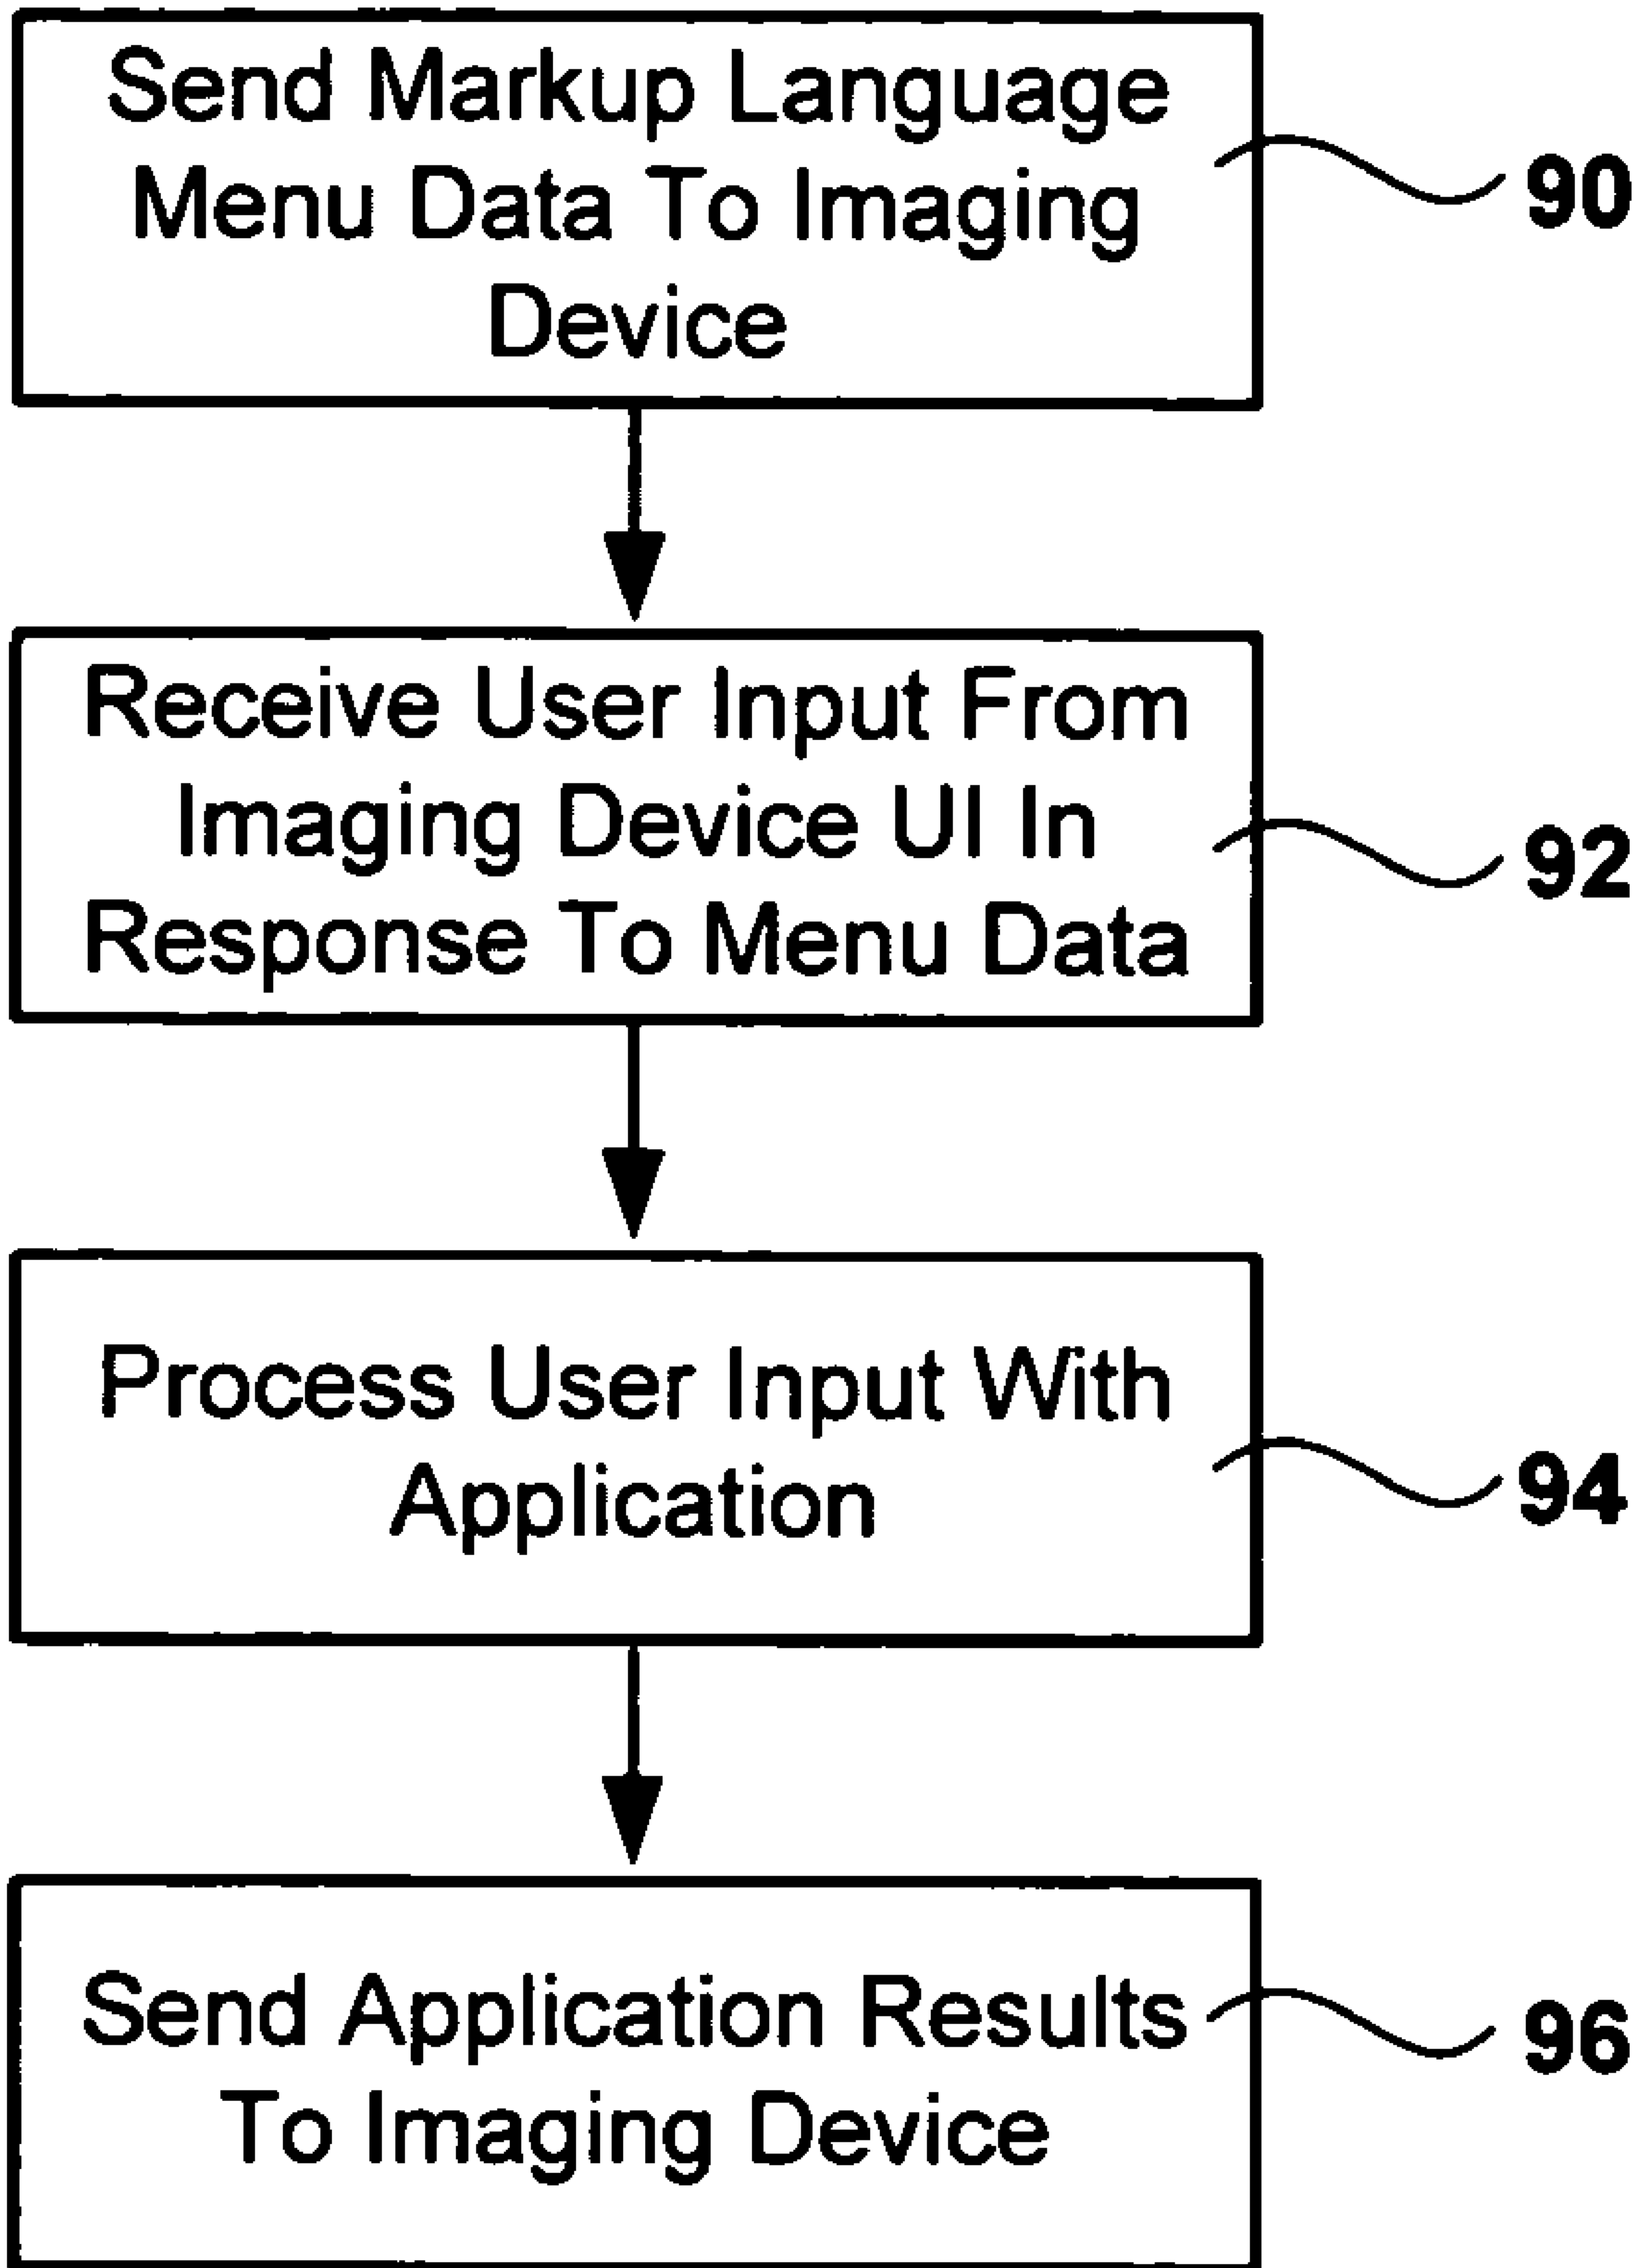 Send Markup Language
Menu Data To Imaging
Device
90
Receive User Input From
Imaging Device UI In
Response To Menu Data
92
Process User Input With
Application
94
Send Application Results
To Imaging Device
96